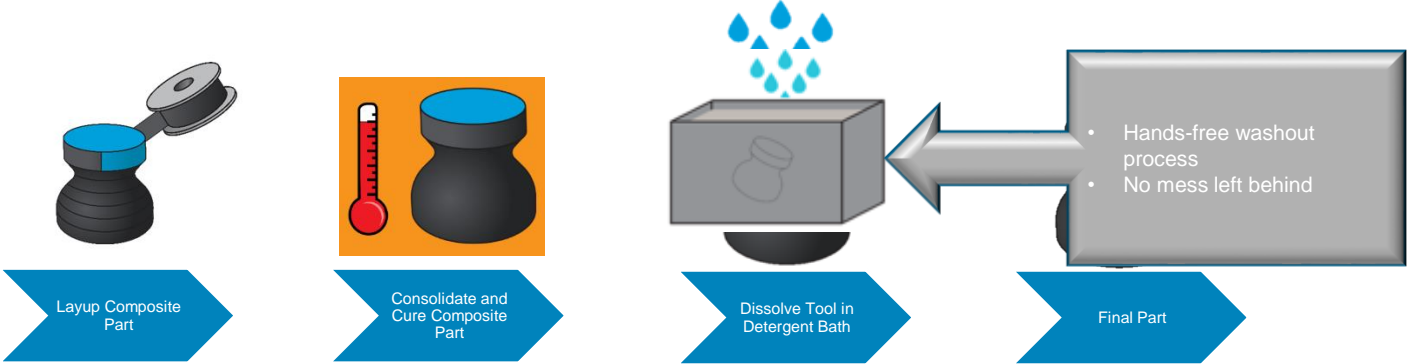 • Hands-free washout
process
• No mess left behind
Layup Composite
Part
Consolidate and
Cure Composite
Part
Dissolve Tool in
Detergent Bath
Final Part